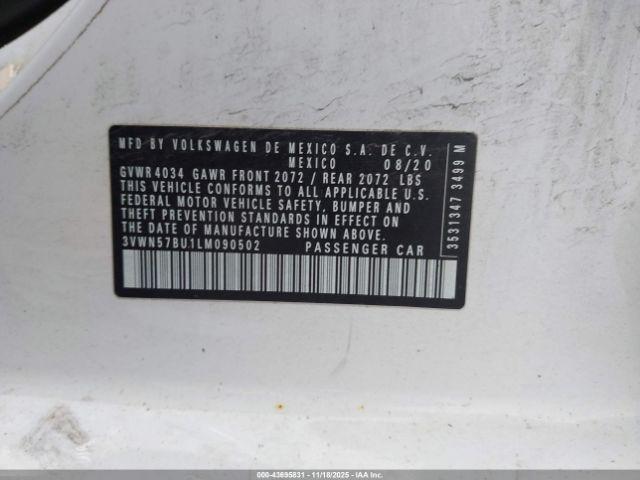 MFD BY VOLKSWAGEN DE MEXICO S.A. DE C.V.
MEXICO 08/20
GVWR 4034 GAWR FRONT 2072 / REAR 2072 LBS
THIS VEHICLE CONFORMS TO ALL APPLICABLE U.S.
FEDERAL MOTOR VEHICLE SAFETY, BUMPER AND
THEFT PREVENTION STANDARDS IN EFFECT ON
THE DATE OF MANUFACTURE SHOWN ABOVE.
3VWN57BU1LM090502 PASSENGER CAR
3531347 3499 M
000-43695831 - 11/18/2025 - IAAI Corp.